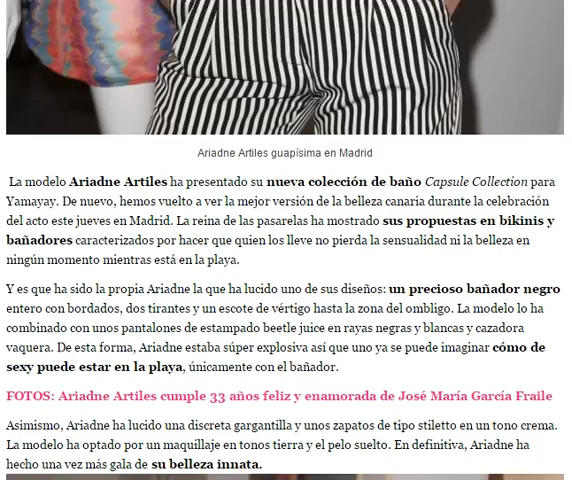 Ariadne Artiles guapísima en Madrid
La modelo Ariadne Artiles ha presentado su nueva colección de baño Capsule Collection para
Yamayay. De nuevo, hemos vuelto a ver la mejor versión de la belleza canaria durante la celebración
del acto este jueves en Madrid. La reina de las pasarelas ha mostrado sus propuestas en bikinis y
bañadores caracterizados por hacer que quien los lleve no pierda la sensualidad ni la belleza en
ningún momento mientras está en la playa.
Y es que ha sido la propia Ariadne la que ha lucido uno de sus diseños: un precioso bañador negro
entero con bordados, dos tirantes y un escote de vértigo hasta la zona del ombligo. La modelo lo ha
combinado con unos pantalones de estampado beetle juice en rayas negras y blancas y cazadora
vaquera. De esta forma, Ariadne estaba súper explosiva así que uno ya se puede imaginar cómo de
sexy puede estar en la playa, únicamente con el bañador.
FOTOS: Ariadne Artiles cumple 33 años feliz y enamorada de José María García Fraile
Asimismo, Ariadne ha lucido una discreta gargantilla y unos zapatos de tipo stiletto en un tono crema.
La modelo ha optado por un maquillaje en tonos tierra y el pelo suelto. En definitiva, Ariadne ha
hecho una vez más gala de su belleza innata.